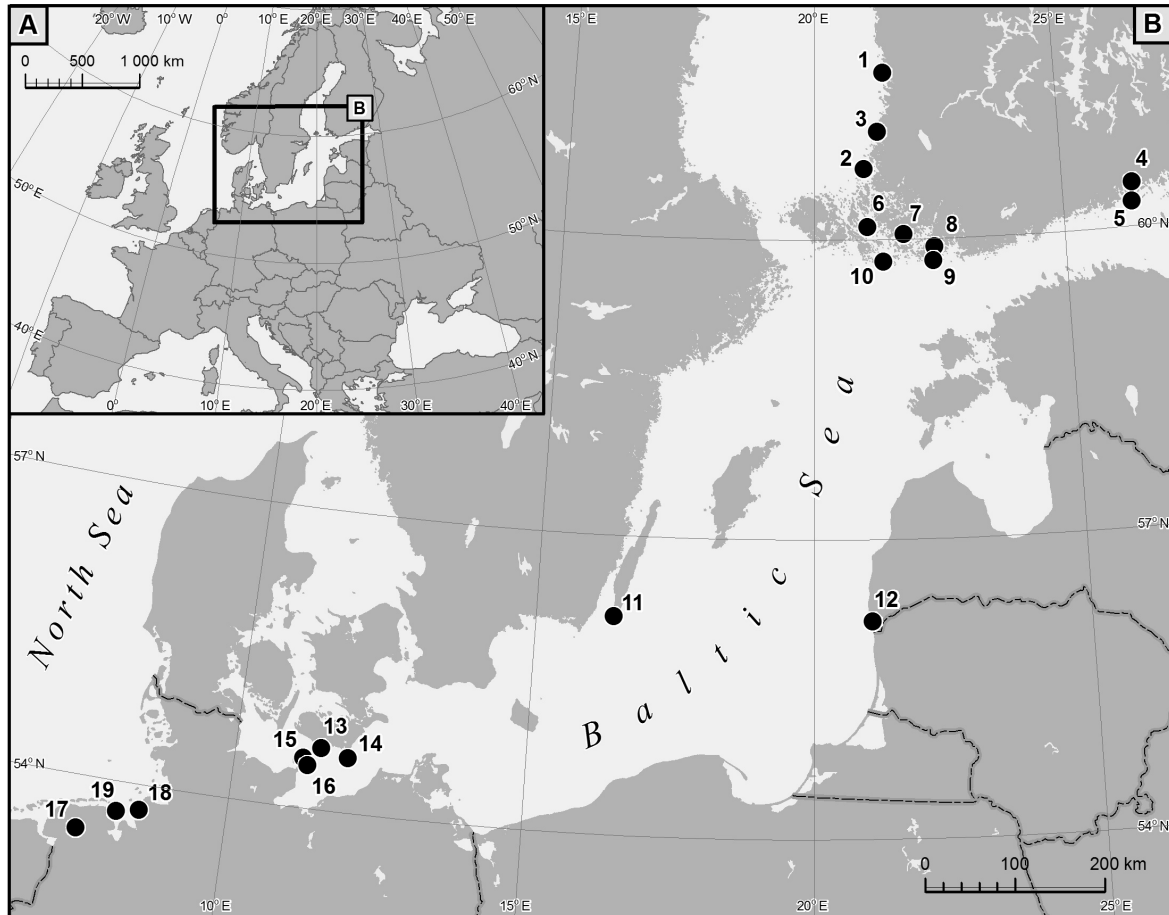 A
20° W
10° W
0°
10° E
20° E
30° E
40° E
50° E
0 500 1 000 km
60° N
50° N
40° N
50° E
40° E
0°
10° E
20° E
30° E
40° E
B
15° E
20° E
25° E
B
1
3
2
4
5
6
7
8
9
10
60° N
57° N
57° N
54° N
54° N
North Sea
Baltic Sea
11
12
13
14
15
16
17
19
18
0 100 200 km
10° E
15° E
20° E
25° E